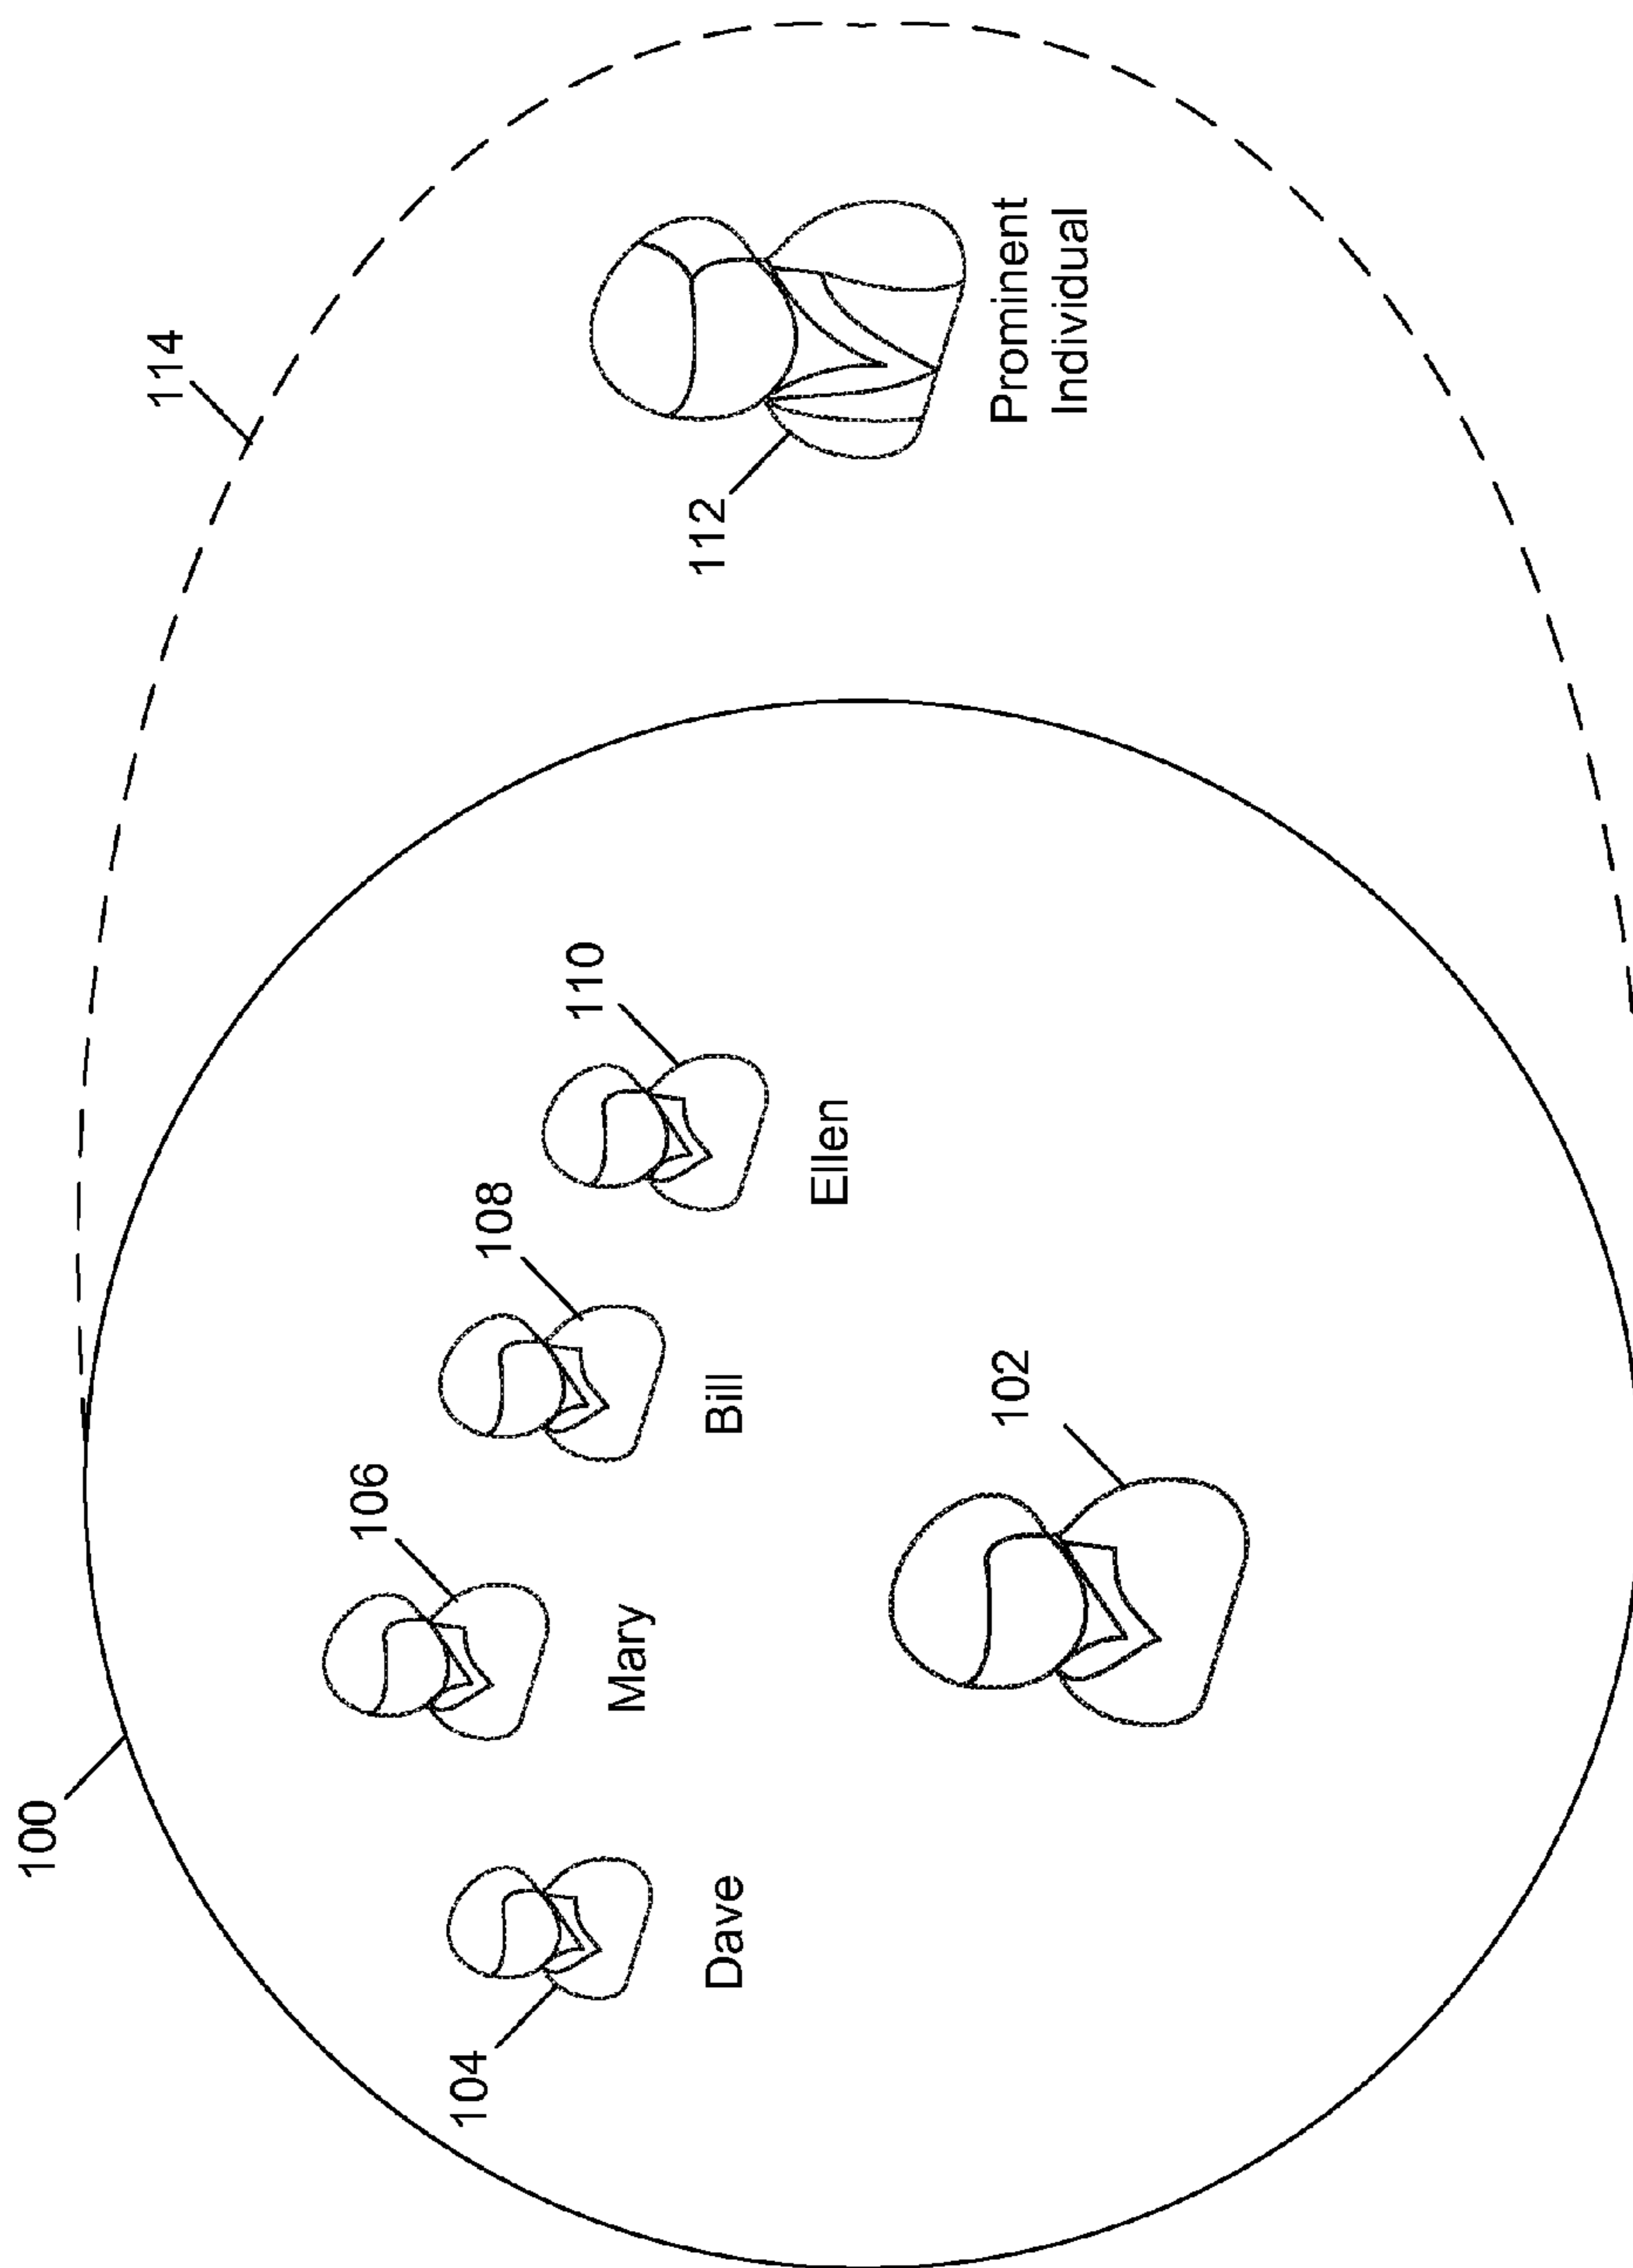 100
114
106
108
110
104
Mary
Bill
112
Dave
Ellen
102
Prominent
Individual